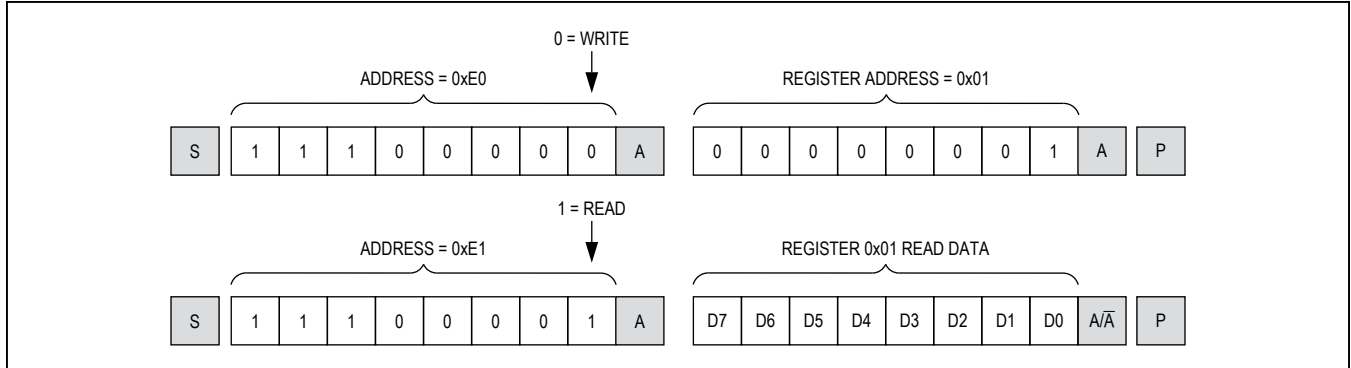 0 = WRITE
ADDRESS = 0xE0 REGISTER ADDRESS = 0x01
S 1 1 1 0 0 0 0 0 A 0 0 0 0 0 0 0 1 A P
1 = READ
ADDRESS = 0xE1 REGISTER 0x01 READ DATA
S 1 1 1 0 0 0 0 1 A D7 D6 D5 D4 D3 D2 D1 D0 A/A̅ P